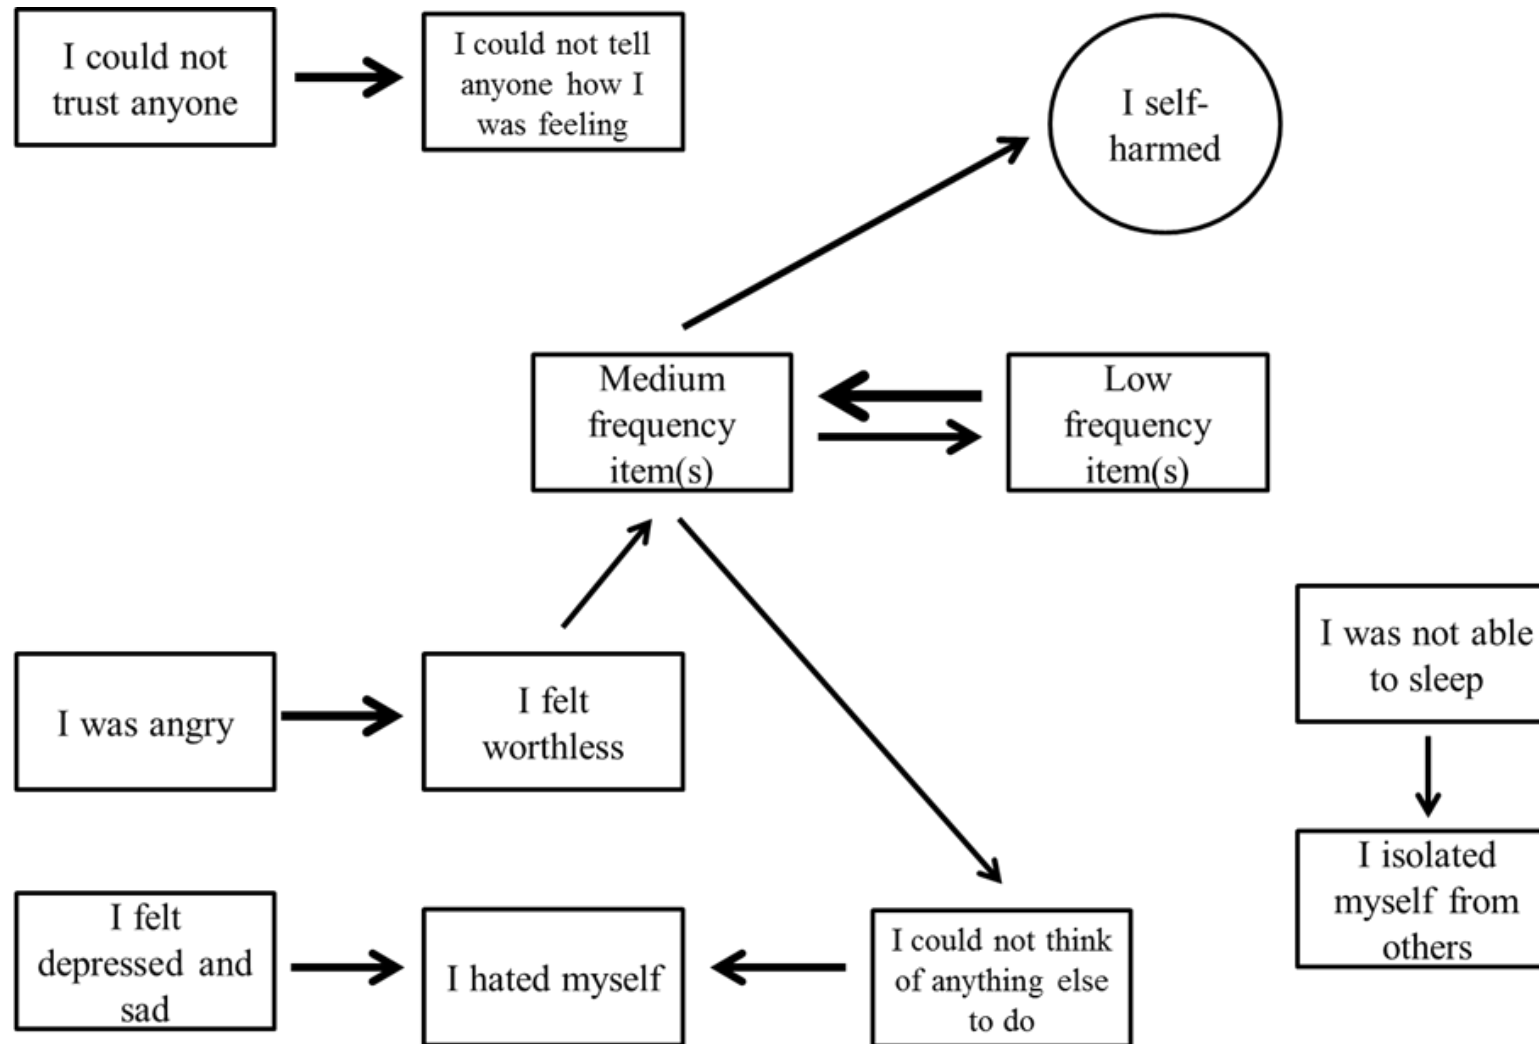 I could not
trust anyone
I could not tell
anyone how I
was feeling
I self-
harmed
Medium
frequency
item(s)
Low
frequency
item(s)
I was not able
to sleep
I was angry
I felt
worthless
I isolated
myself from
others
I felt
depressed and
sad
I hated myself
I could not think
of anything else
to do